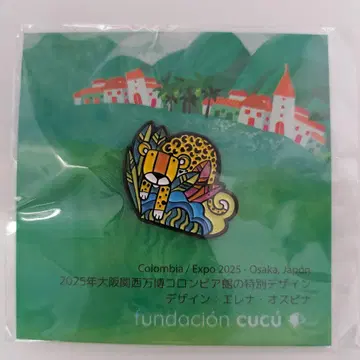 Colombia / Expo 2025 - Osaka, Japón
2025年大阪関西万博コロンビア館の特別デザイン
デザイン：エレナ・オスピナ
fundación cucú